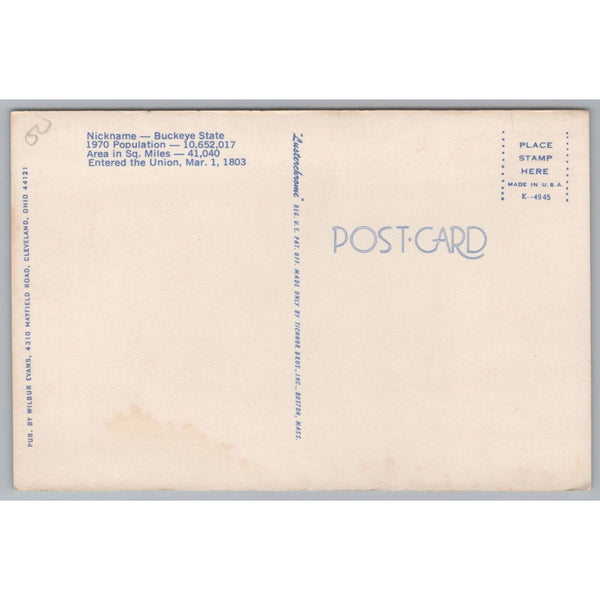 Nickname — Buckeye State
1970 Population — 10,652,017
Area in Sq. Miles — 41,040
Entered the Union, Mar. 1, 1803
PUB. BY WILBUR EVANS, 4310 MAYFIELD ROAD, CLEVELAND, OHIO 44121
"Lusterchrome" REG. U.S. PAT. OFF. MADE ONLY BY TICHNOR BROS., INC., BOSTON, MASS.
POST·CARD
PLACE
STAMP
HERE
MADE IN U.S.A.
K-4945